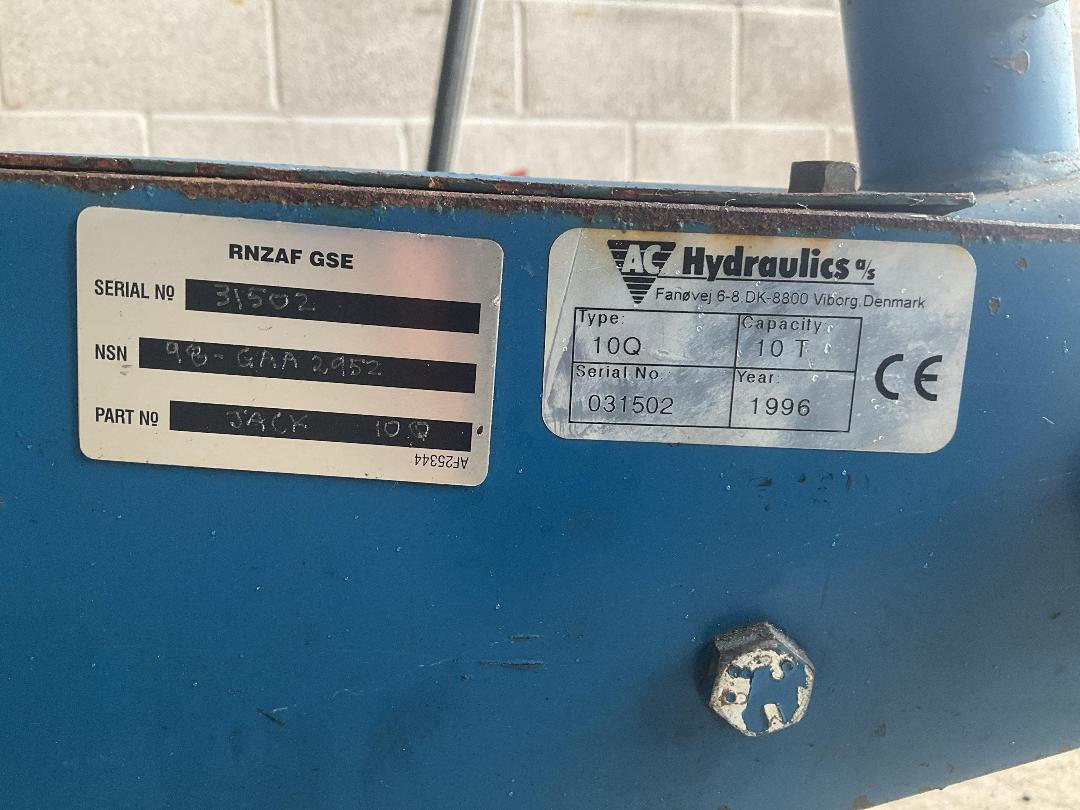 RNZAF GSE
SERIAL Nº 31502
NSN 98-GAA 2952
PART Nº JACK 10Q
AF25344
AC Hydraulics a/s
Fanøvej 6-8 DK-8800 Viborg, Denmark
Type: Capacity:
10Q 10 T
Serial No: Year:
031502 1996
CE